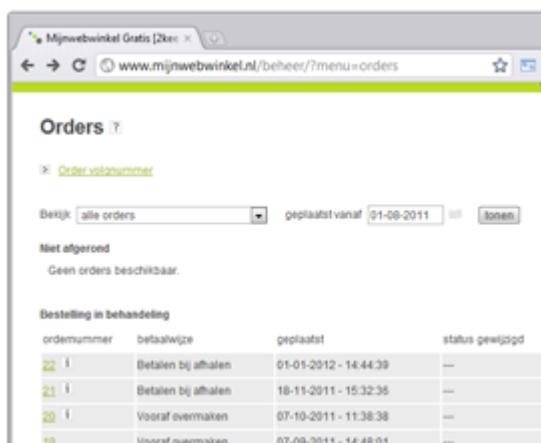 Mijnwebwinkel Gratis [2kee
www.mijnwebwinkel.nl/beheer/?menu=orders
Orders ?
Order volgnummer
Bekijk: alle orders geplaatst vanaf 01-08-2011 tonen
Niet afgerond
Geen orders beschikbaar.
Bestelling in behandeling
ordernummer betaalwijze geplaatst status gewijzigd
22 i Betalen bij afhalen 01-01-2012 - 14:44:39 ---
21 i Betalen bij afhalen 18-11-2011 - 15:32:36 ---
20 i Vooraf overmaken 07-10-2011 - 11:38:38 ---
19 Vooraf overmaken 07-09-2011 - 14:48:01 ---